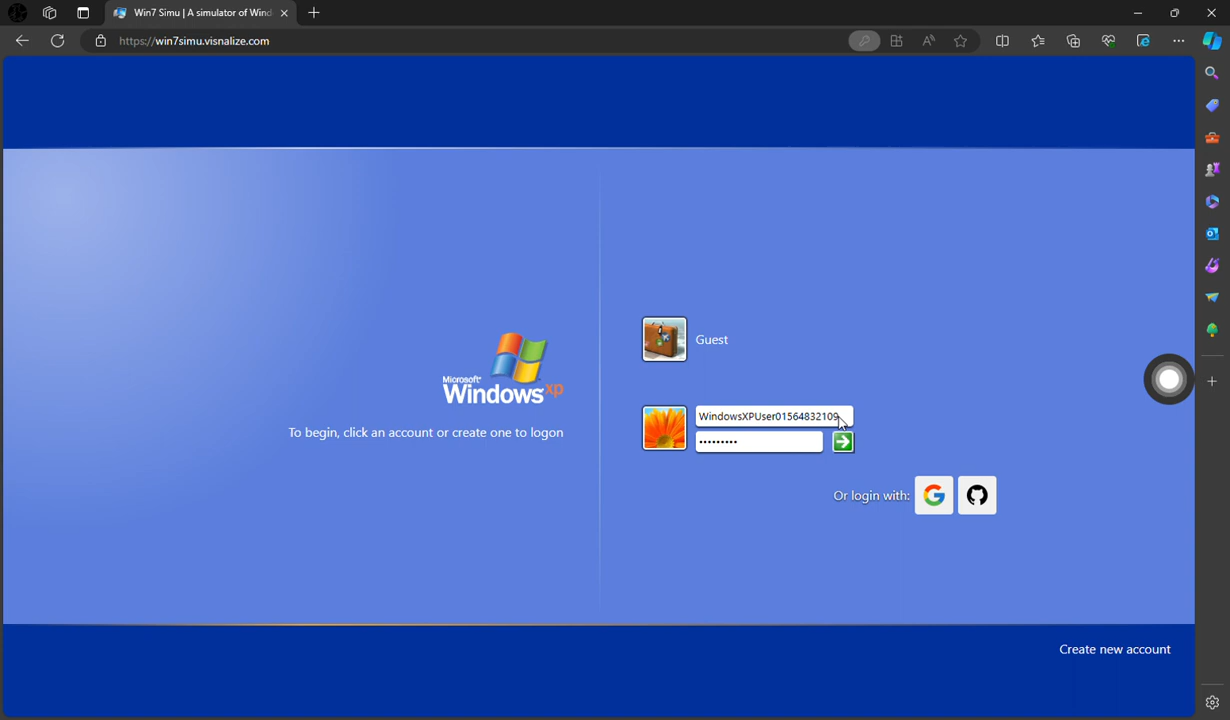 Win7 Simu | A simulator of Wind
https://win7simu.visnalize.com
Guest
Microsoft
Windows xp
WindowsXPUser01564832109
•••••••••
To begin, click an account or create one to logon
Or login with:
Create new account